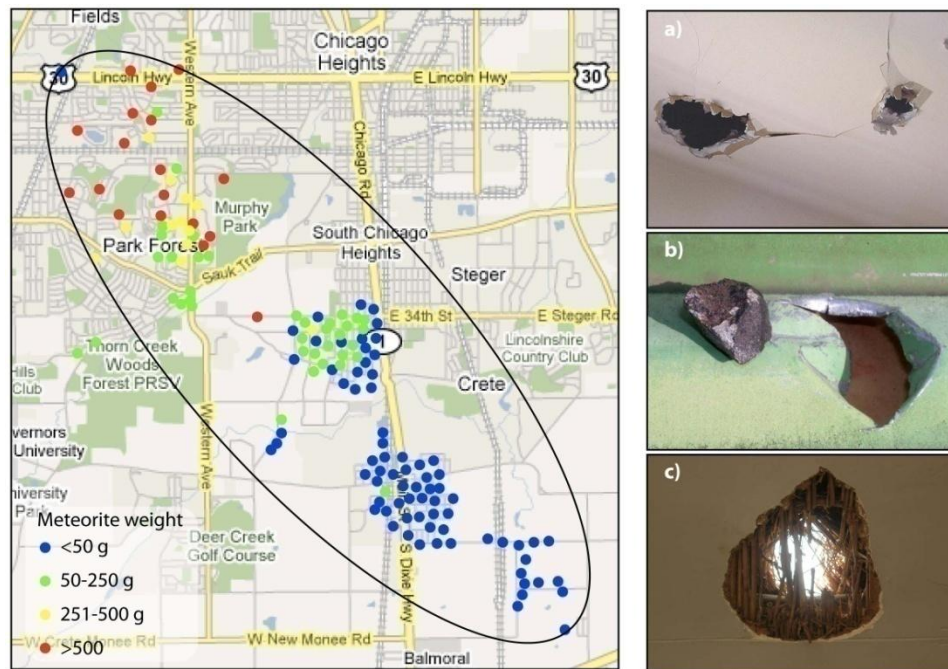 Fields
30
Lincoln Hwy
Western Ave
Chicago
Heights
E Lincoln Hwy
30
Chicago Rd
Murphy
Park
Park Forest
Sauk Trail
South Chicago
Heights
Steger
E 34th St
E Steger Rd
1
Lincolnshire
Country Club
Thorn Creek
Woods
Forest PRSV
Hills
Club
Crete
vernors
University
Western Ave
niversity
Park
Deer Creek
Golf Course
Main St
S Dixie Hwy
Meteorite weight
<50 g
50-250 g
251-500 g
>500
W Crete Monee Rd
W New Monee Rd
Balmoral
a)
b)
c)